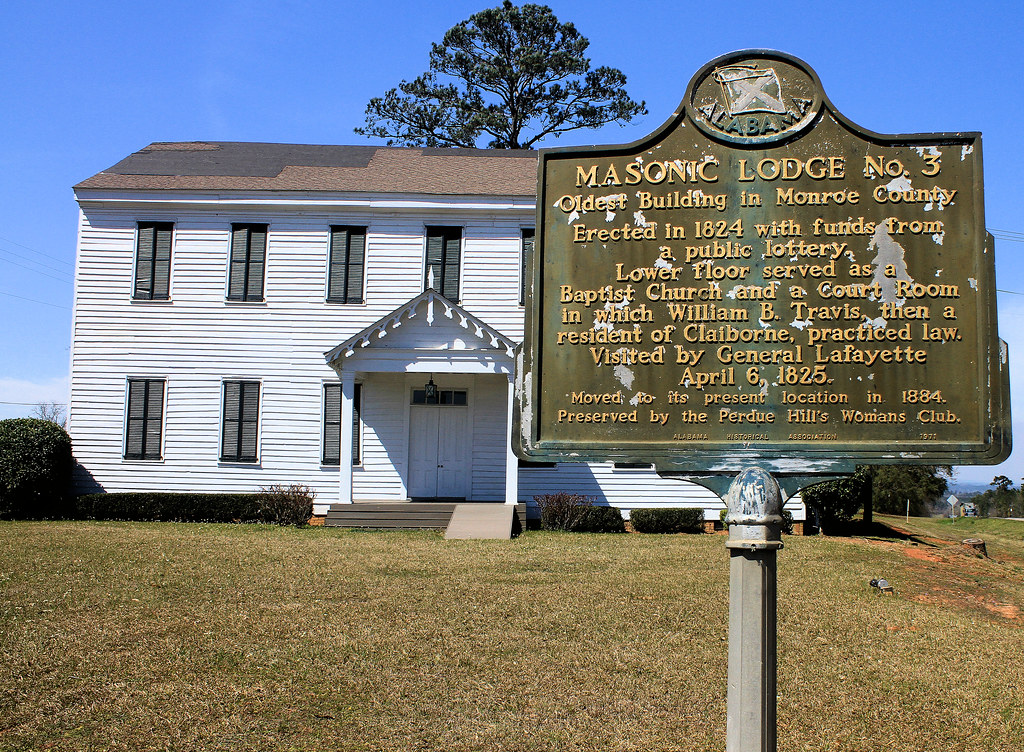 ALABAMA
MASONIC LODGE No. 3
Oldest Building in Monroe County
Erected in 1824 with funds from
a public lottery.
Lower floor served as a
Baptist Church and a Court Room
in which William B. Travis, then a
resident of Claiborne, practiced law.
Visited by General Lafayette
April 6, 1825.
Moved to its present location in 1884.
Preserved by the Perdue Hill's Womans Club.
ALABAMA HISTORICAL ASSOCIATION 1977